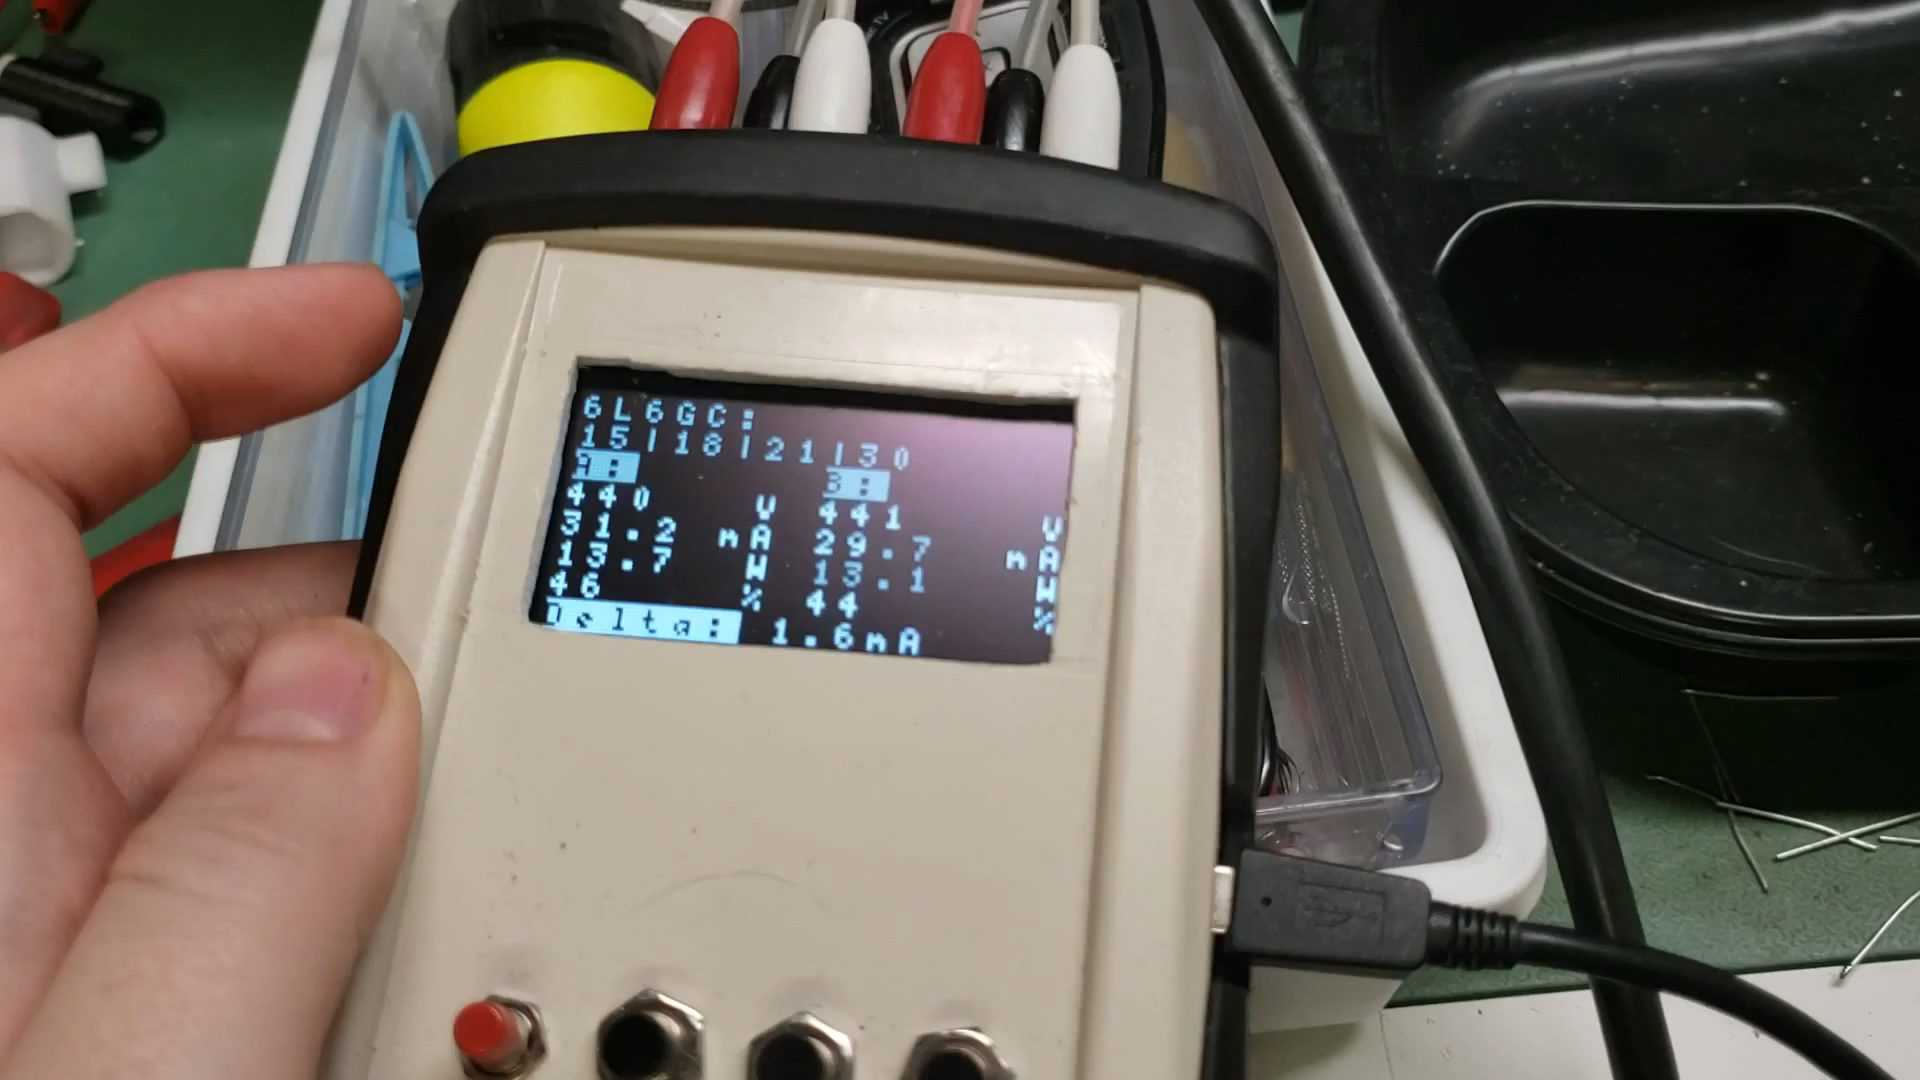 6L6GC:
15|18|21|30
A: B:
440 V 441 V
31.2 mA 29.7 mA
13.7 W 13.1 W
46 % 44 %
Delta: 1.6mA